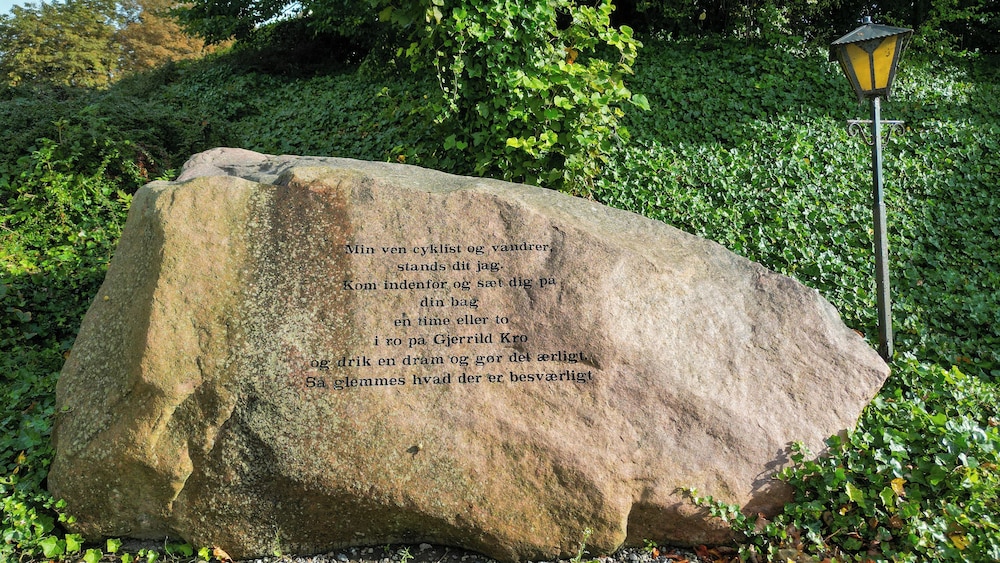 Min ven cyklist og vandrer,
stands dit jag.
Kom indenfor og sæt dig på
din bag
en time eller to
i ro på Gjerrild Kro
og drik en dram og gør det ærligt.
Så glemmes hvad der er besværligt